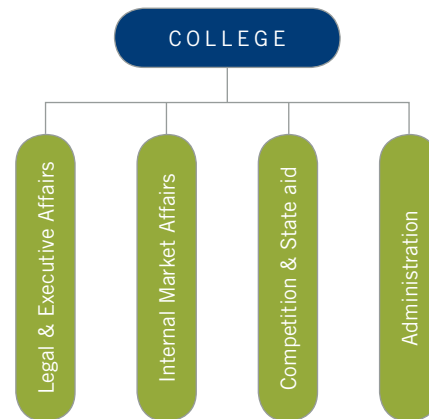 COLLEGE
Legal & Executive Affairs
Internal Market Affairs
Competition & State aid
Administration